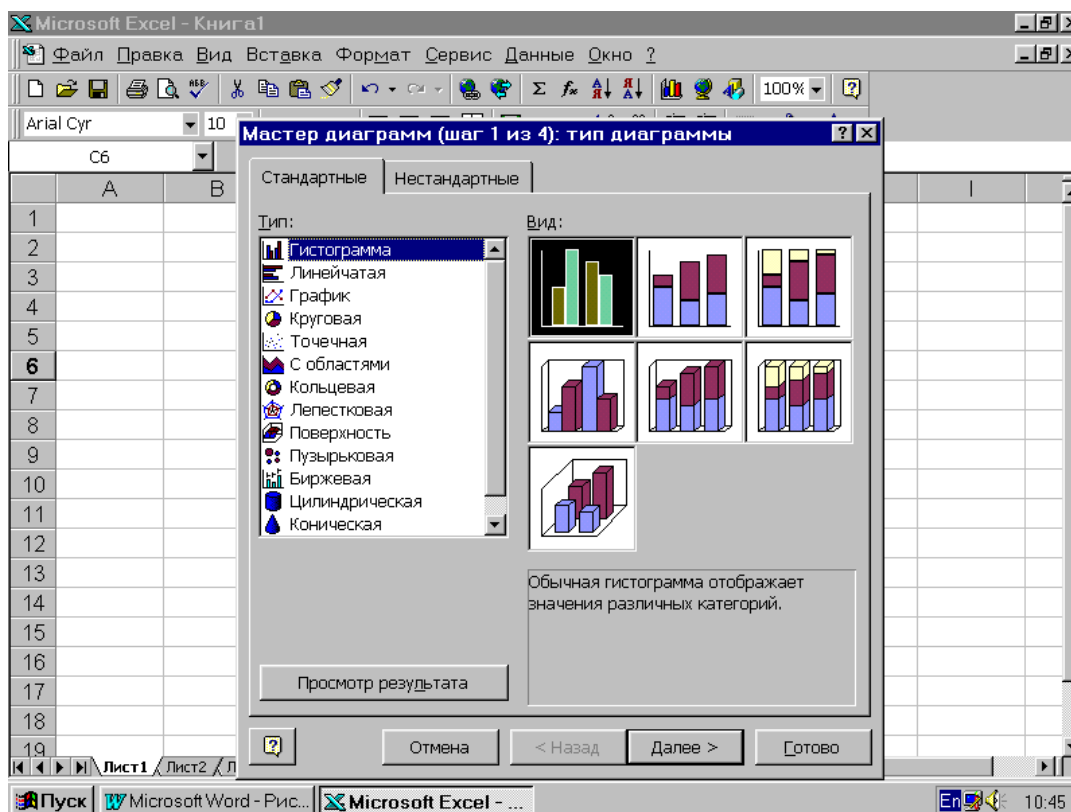 Microsoft Excel - Книга1
Файл Правка Вид Вставка Формат Сервис Данные Окно ?
100%
Arial Cyr 10
Мастер диаграмм (шаг 1 из 4): тип диаграммы
C6
Стандартные Нестандартные
A B I
Тип: Вид:
1
2
3
4
5
6
7
8
9
10
11
12
13
14
15
16
17
18
19
Гистограмма
Линейчатая
График
Круговая
Точечная
С областями
Кольцевая
Лепестковая
Поверхность
Пузырьковая
Биржевая
Цилиндрическая
Коническая
Обычная гистограмма отображает
значения различных категорий.
Просмотр результата
Отмена < Назад Далее > Готово
Лист1 Лист2 Л
Пуск Microsoft Word - Рис... Microsoft Excel - ... En 10:45